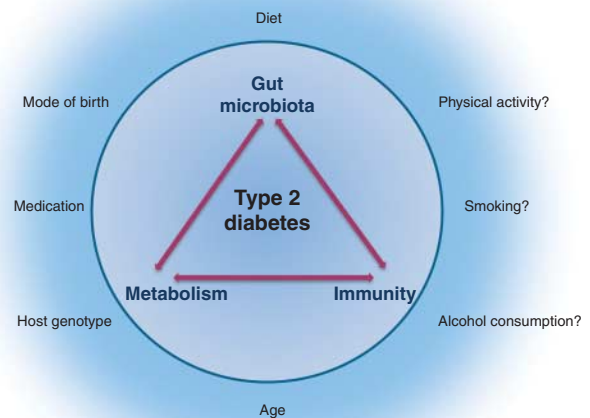 Diet
Gut
microbiota
Mode of birth
Physical activity?
Medication
Type 2
diabetes
Smoking?
Metabolism
Immunity
Host genotype
Alcohol consumption?
Age